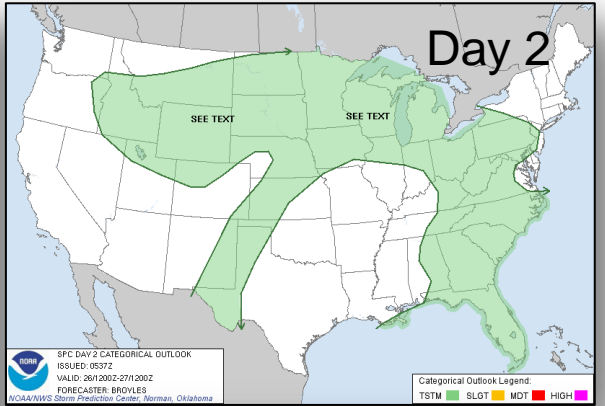 Day 2
SEE TEXT
SEE TEXT
NOAA
SPC DAY 2 CATEGORICAL OUTLOOK
ISSUED: 0537Z
VALID: 26/1200Z-27/1200Z
FORECASTER: BROYLES
NOAA/NWS Storm Prediction Center, Norman, Oklahoma
Categorical Outlook Legend:
TSTM SLGT MDT HIGH